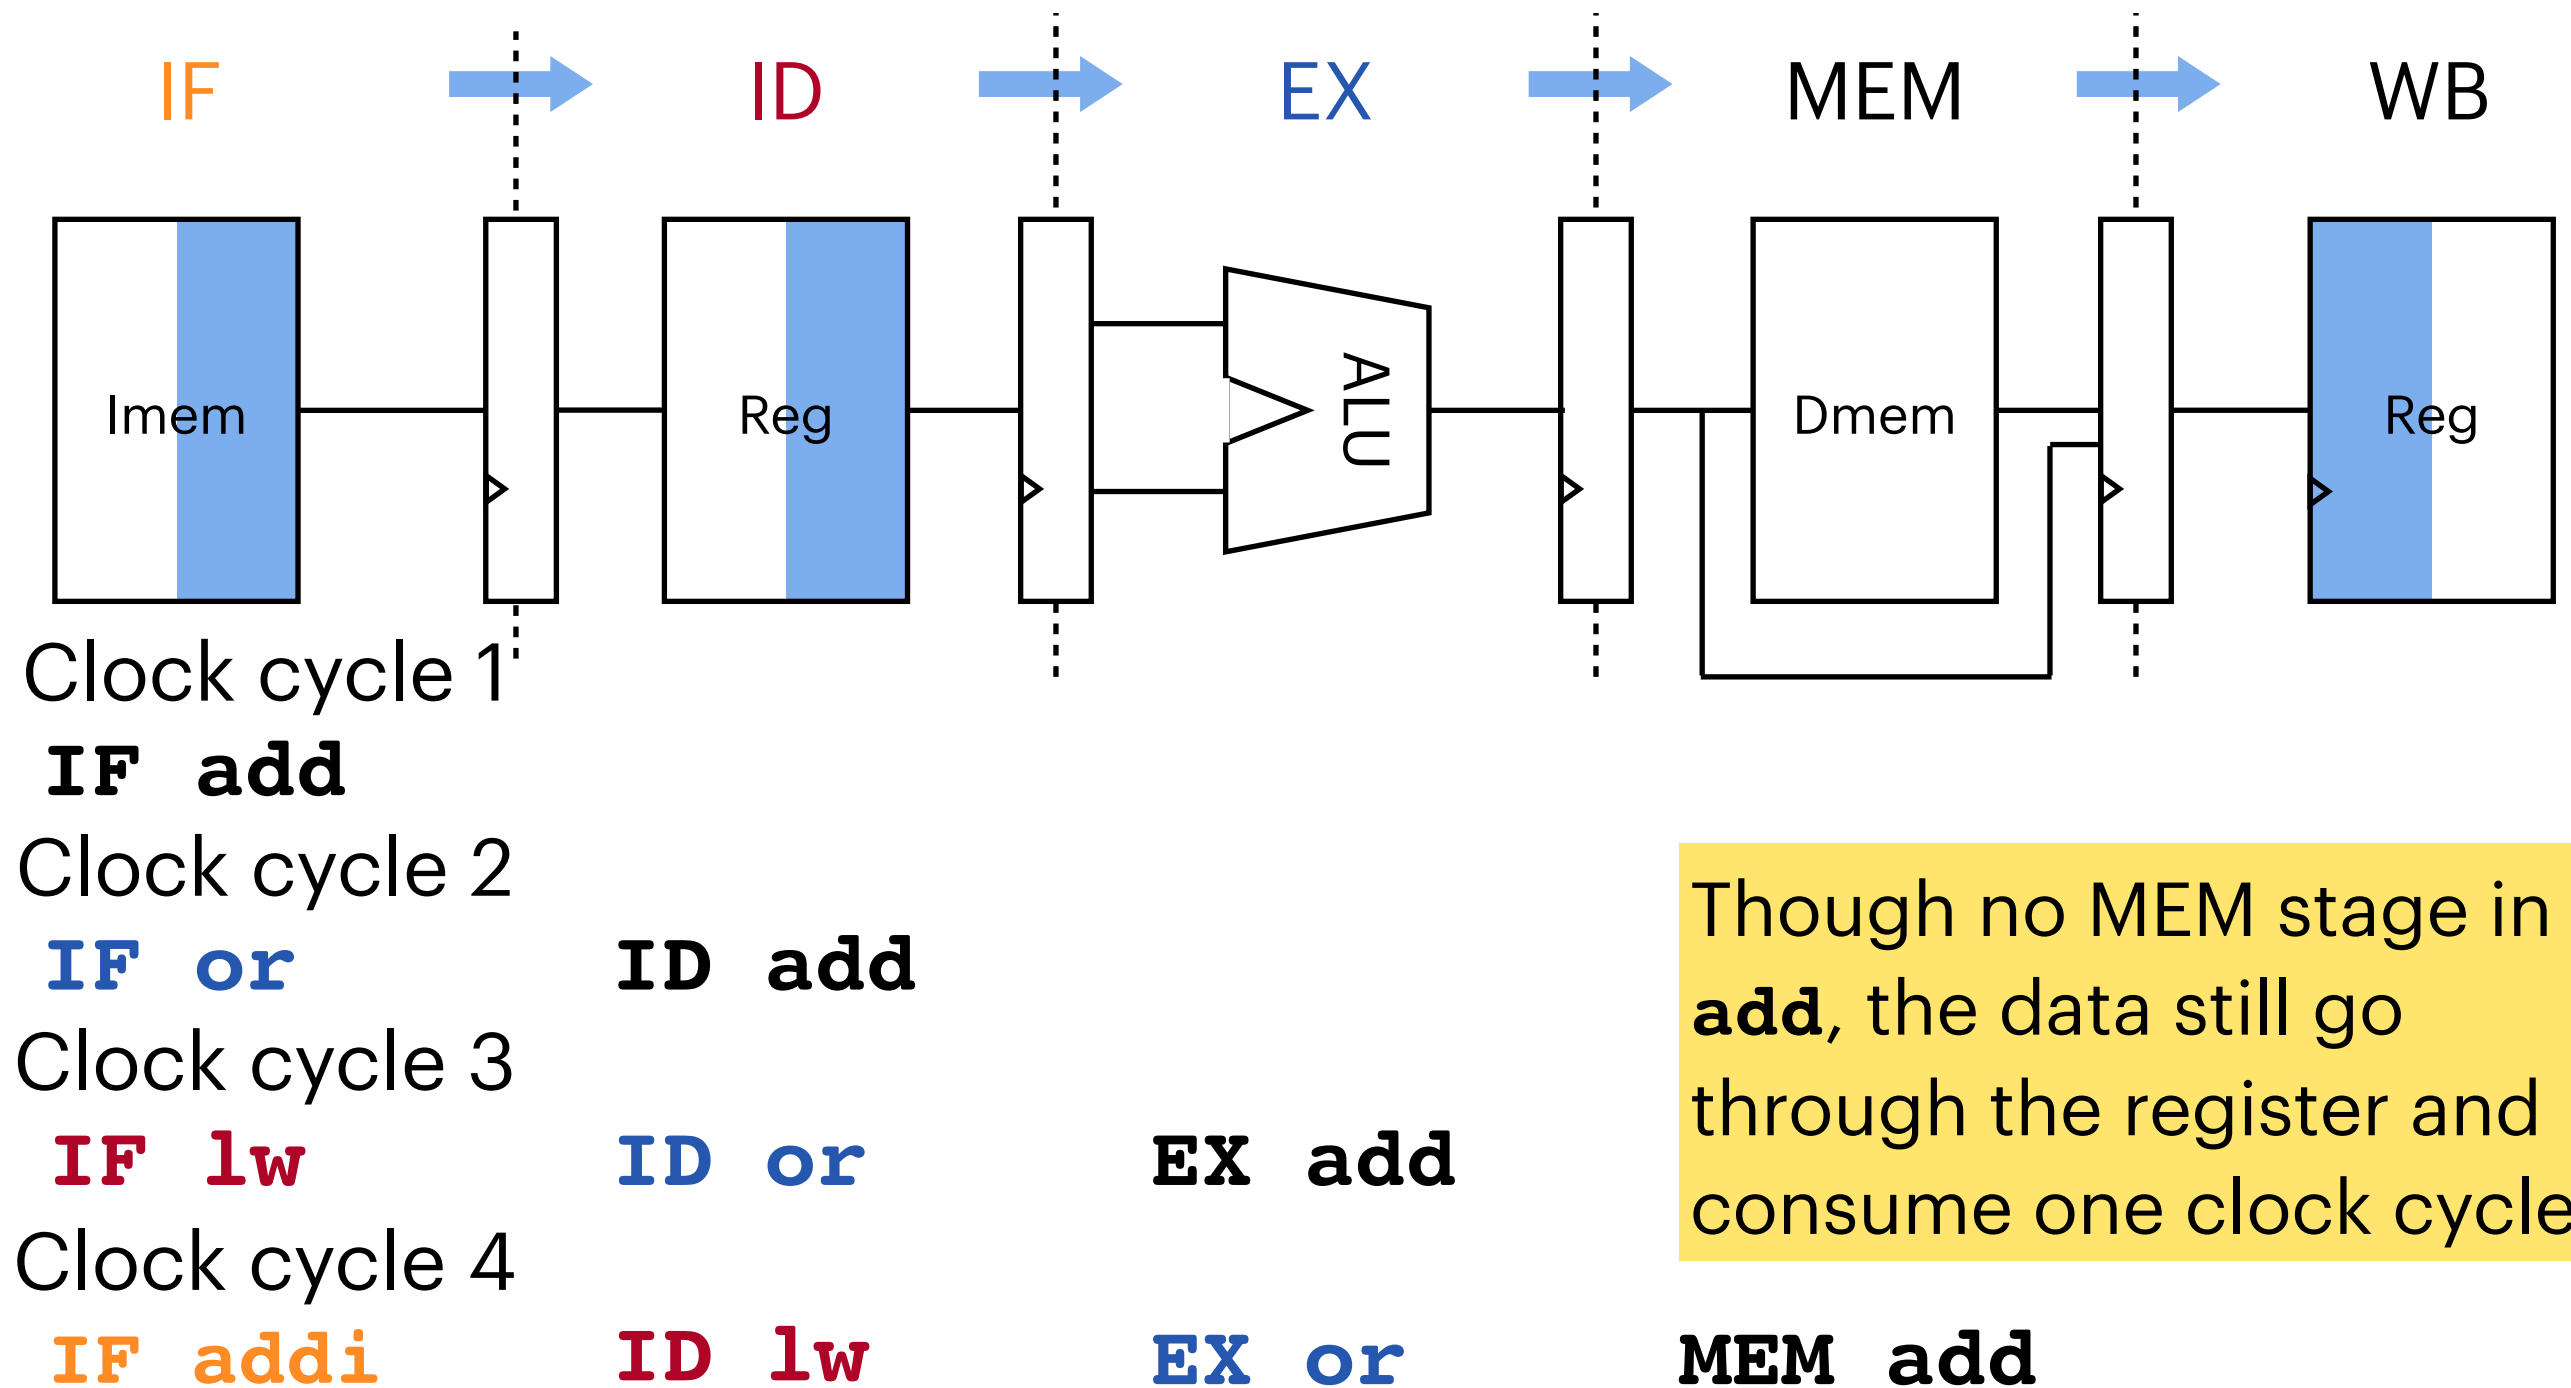 IF ID EX MEM WB
Imem Reg ALU Dmem Reg
Clock cycle 1
IF add
Clock cycle 2
IF or ID add
Clock cycle 3
IF lw ID or EX add
Clock cycle 4
IF addi ID lw EX or MEM add
Though no MEM stage in
add, the data still go
through the register and
consume one clock cycle